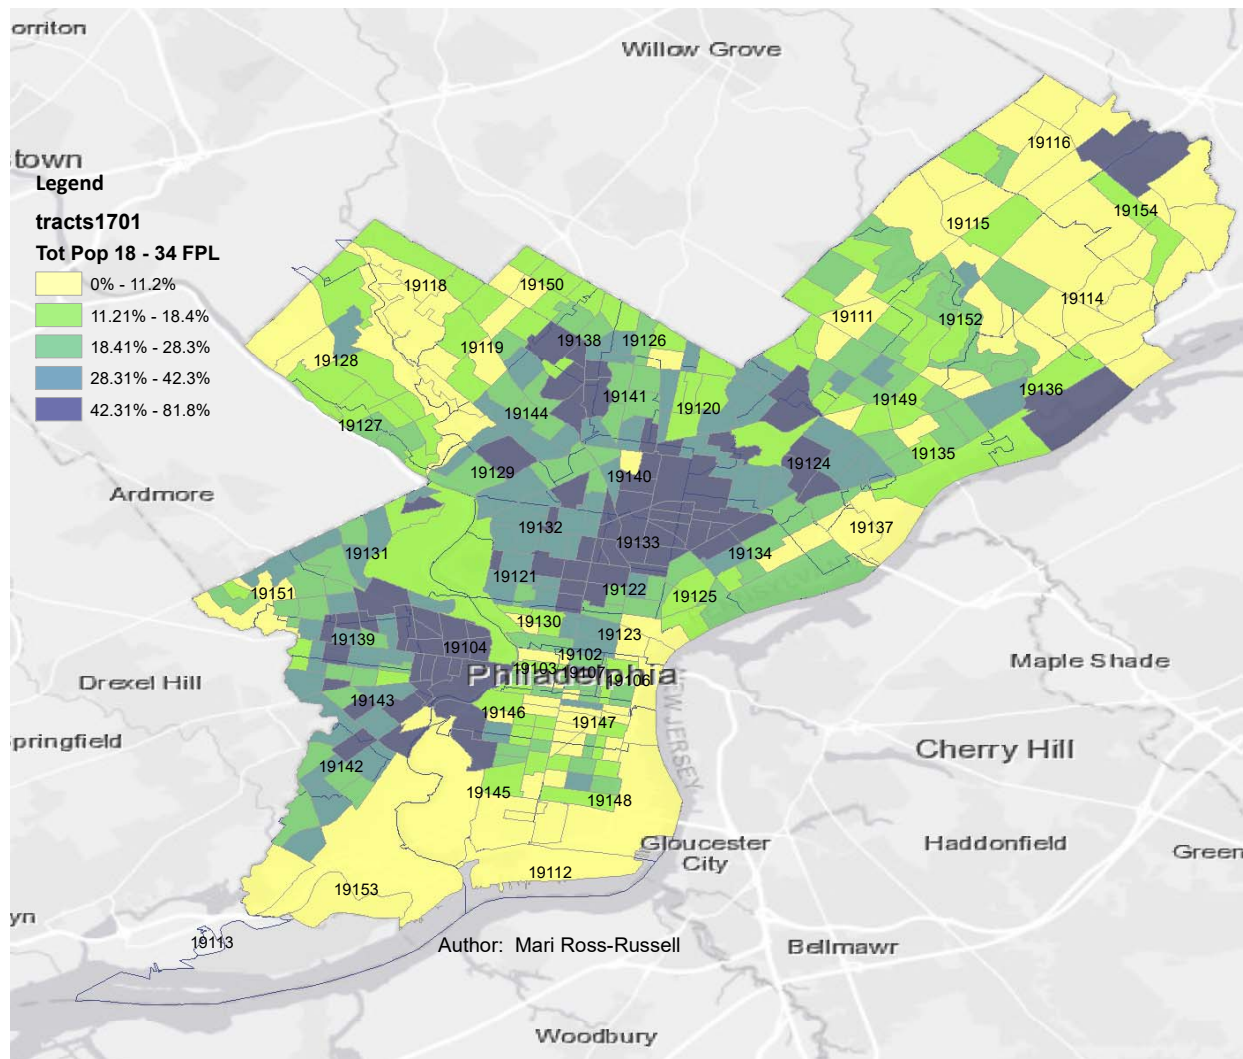 orriton
Willow Grove
19116
town
Legend
tracts1701
19154
19115
Tot Pop 18 - 34 FPL
0% - 11.2%
19118
19150
19114
11.21% - 18.4%
19111
19152
18.41% - 28.3%
19128
19119
19138
19126
28.31% - 42.3%
19136
42.31% - 81.8%
19144
19141
19120
19149
19127
19135
19129
19140
19124
Ardmore
19132
19133
19137
19131
19134
19121
19122
19125
19151
19130
19123
19139
19104
19102
19103
19107
19106
Philadelphia
Maple Shade
Drexel Hill
NEW JERSEY
19143
19146
19147
pringfield
Cherry Hill
19142
19145
19148
Gloucester
City
Haddonfield
Green
19112
19153
yn
19113
Author: Mari Ross-Russell
Bellmawr
Woodbury